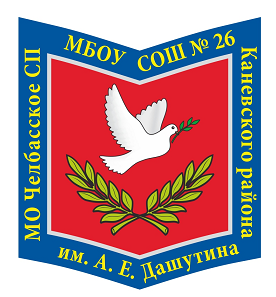 МБОУ СОШ № 26
МО Челбасское СП
Каневского района
им. А. Е. Дашутина